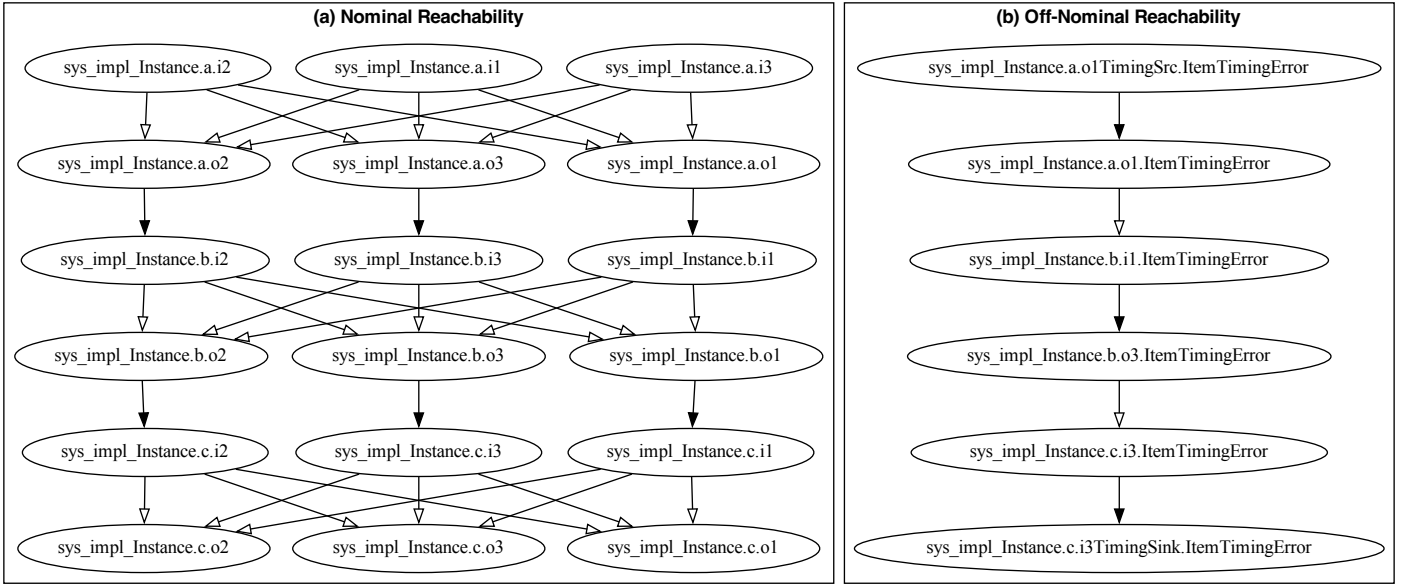 (a) Nominal Reachability
sys_impl_Instance.a.i2
sys_impl_Instance.a.i1
sys_impl_Instance.a.i3
sys_impl_Instance.a.o2
sys_impl_Instance.a.o3
sys_impl_Instance.a.o1
sys_impl_Instance.b.i2
sys_impl_Instance.b.i3
sys_impl_Instance.b.i1
sys_impl_Instance.b.o2
sys_impl_Instance.b.o3
sys_impl_Instance.b.o1
sys_impl_Instance.c.i2
sys_impl_Instance.c.i3
sys_impl_Instance.c.i1
sys_impl_Instance.c.o2
sys_impl_Instance.c.o3
sys_impl_Instance.c.o1
(b) Off-Nominal Reachability
sys_impl_Instance.a.o1TimingSrc.ItemTimingError
sys_impl_Instance.a.o1.ItemTimingError
sys_impl_Instance.b.i1.ItemTimingError
sys_impl_Instance.b.o3.ItemTimingError
sys_impl_Instance.c.i3.ItemTimingError
sys_impl_Instance.c.i3TimingSink.ItemTimingError